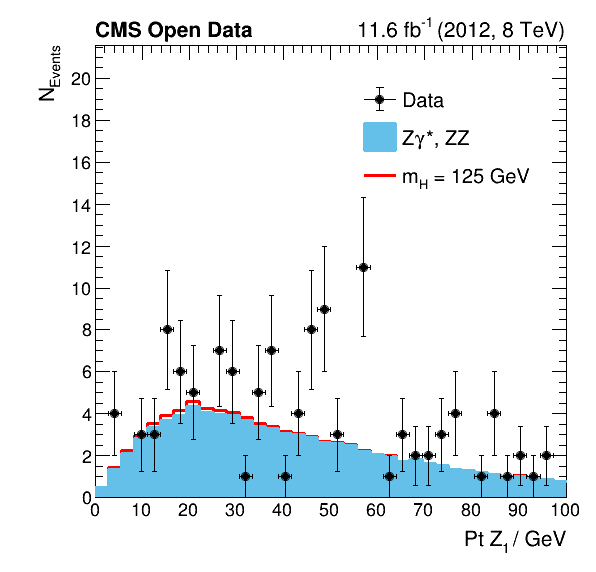 CMS Open Data 11.6 fb⁻¹ (2012, 8 TeV)
N_Events
20
18
16
14
12
10
8
6
4
2
0
Data
Zγ*, ZZ
m_H = 125 GeV
0 10 20 30 40 50 60 70 80 90 100
Pt Z₁ / GeV